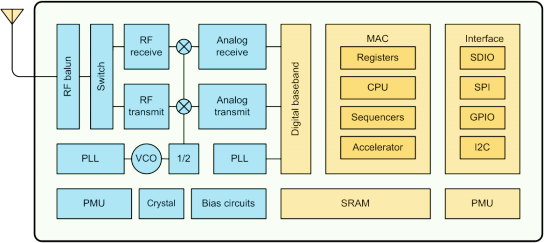 RF balun
Switch
RF
receive
Analog
receive
RF
transmit
Analog
transmit
PLL
VCO
1/2
PLL
Digital baseband
MAC
Registers
CPU
Sequencers
Accelerator
Interface
SDIO
SPI
GPIO
I2C
PMU
Crystal
Bias circuits
SRAM
PMU